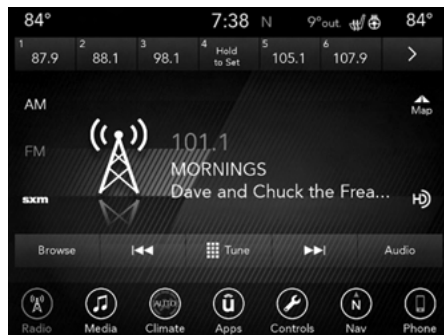 84° 7:38 N 9°out. 84°
1 87.9 2 88.1 3 98.1 4 Hold to Set 5 105.1 6 107.9
AM
Map
FM
101.1
MORNINGS
sxm
Dave and Chuck the Frea...
HD
Browse Tune Audio
AUTO û N
Radio Media Climate Apps Controls Nav Phone